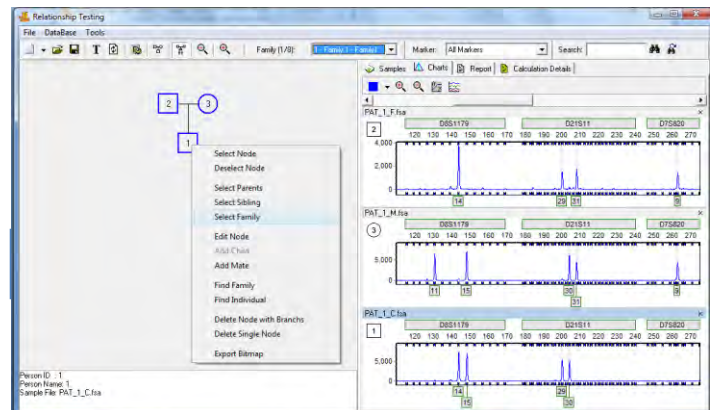 Relationship Testing
File DataBase Tools
T Family (1/9): 1 - Family 1 - Family1 Marker: All Markers Search:
Samples Charts Report Calculation Details
2 3
1
Select Node
Deselect Node
Select Parents
Select Sibling
Select Family
Edit Node
Add Child
Add Mate
Find Family
Find Individual
Delete Node with Branchs
Delete Single Node
Export Bitmap
Person ID : 1
Person Name: 1
Sample File: PAT_1_C.fsa
PAT_1_F.fsa
2 D8S1179 D21S11 D7S820
120 130 140 150 160 170 180 190 200 210 220 230 240 250 260 270
4,000
2,000
0
14 29 31 9
PAT_1_M.fsa
3 D8S1179 D21S11 D7S820
120 130 140 150 160 170 180 190 200 210 220 230 240 250 260 270
5,000
0
11 15 30 9
31
PAT_1_C.fsa
1 D8S1179 D21S11 D7S820
120 130 140 150 160 170 180 190 200 210 220 230 240 250 260 270
5,000
0
14 29
15 30